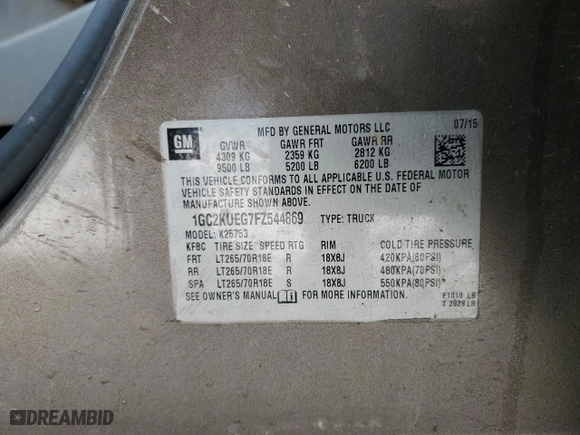 MFD BY GENERAL MOTORS LLC 07/15
GM GVWR GAWR FRT GAWR RR
4309 KG 2359 KG 2812 KG
9500 LB 5200 LB 6200 LB
THIS VEHICLE CONFORMS TO ALL APPLICABLE U.S. FEDERAL MOTOR
VEHICLE SAFETY STANDARDS IN EFFECT ON THE DATE OF
MANUFACTURE SHOWN ABOVE.
1GC2KUEG7FZ544869 TYPE: TRUCK
MODEL: K25753
KF8C TIRE SIZE SPEED RTG RIM COLD TIRE PRESSURE
FRT LT265/70R18E R 18X8J 420KPA(60PSI)
RR LT265/70R18E R 18X8J 480KPA(70PSI)
SPA LT265/70R18E S 18X8J 550KPA(80PSI)
SEE OWNER'S MANUAL FOR MORE INFORMATION.
F1018 LB
T 2028 LB
DREAMBID